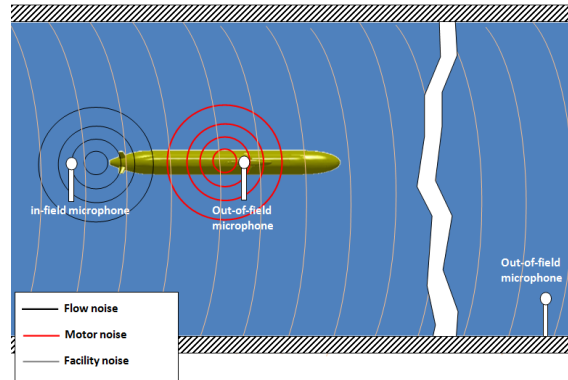 in-field microphone
Out-of-field
microphone
Out-of-field
microphone
Flow noise
Motor noise
Facility noise